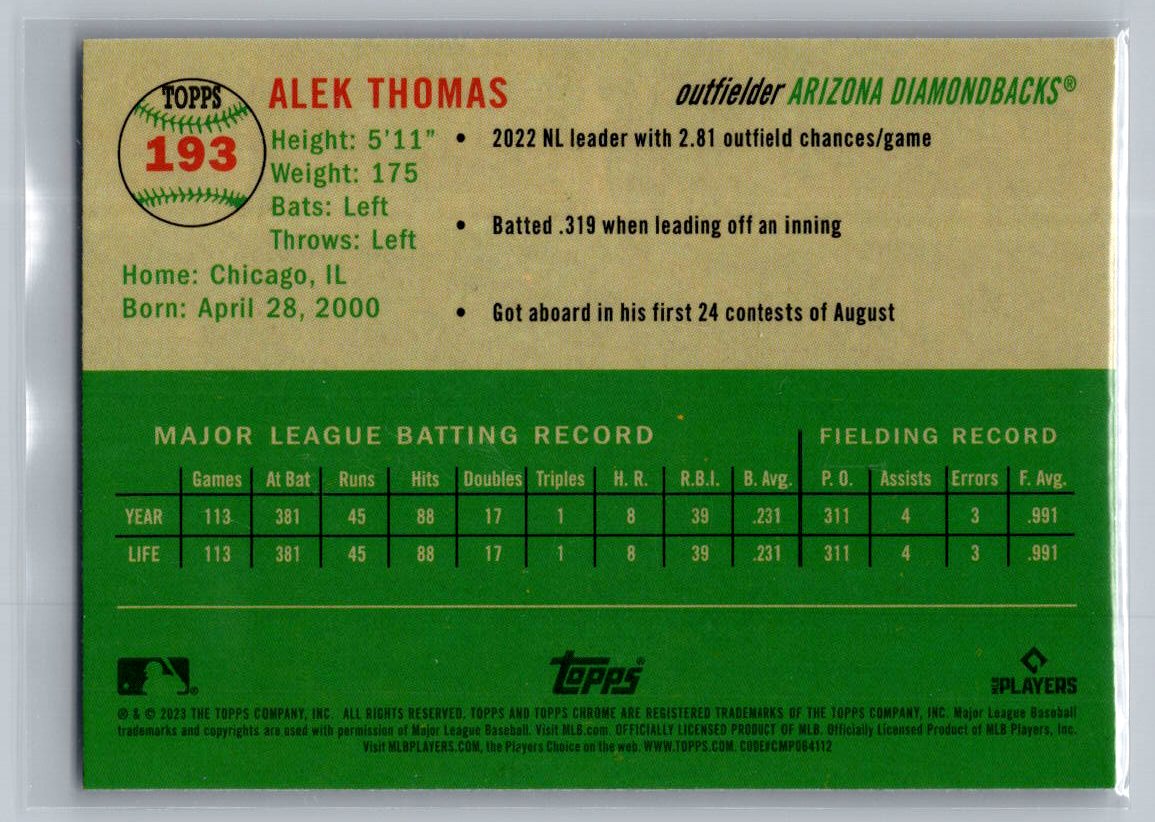 TOPPS
193
ALEK THOMAS
outfielder ARIZONA DIAMONDBACKS®
Height: 5'11"
Weight: 175
Bats: Left
Throws: Left
Home: Chicago, IL
Born: April 28, 2000
• 2022 NL leader with 2.81 outfield chances/game
• Batted .319 when leading off an inning
• Got aboard in his first 24 contests of August
MAJOR LEAGUE BATTING RECORD FIELDING RECORD
Games At Bat Runs Hits Doubles Triples H. R. R.B.I. B. Avg. P. O. Assists Errors F. Avg.
YEAR 113 381 45 88 17 1 8 39 .231 311 4 3 .991
LIFE 113 381 45 88 17 1 8 39 .231 311 4 3 .991
topps®
MLB PLAYERS
® & © 2023 THE TOPPS COMPANY, INC. ALL RIGHTS RESERVED. TOPPS AND TOPPS CHROME ARE REGISTERED TRADEMARKS OF THE TOPPS COMPANY, INC. Major League Baseball
trademarks and copyrights are used with permission of Major League Baseball. Visit MLB.com. OFFICIALLY LICENSED PRODUCT OF MLB. Officially Licensed Product of MLB Players, Inc.
Visit MLBPLAYERS.COM, the Players Choice on the web. WWW.TOPPS.COM. CODE#CMP064112